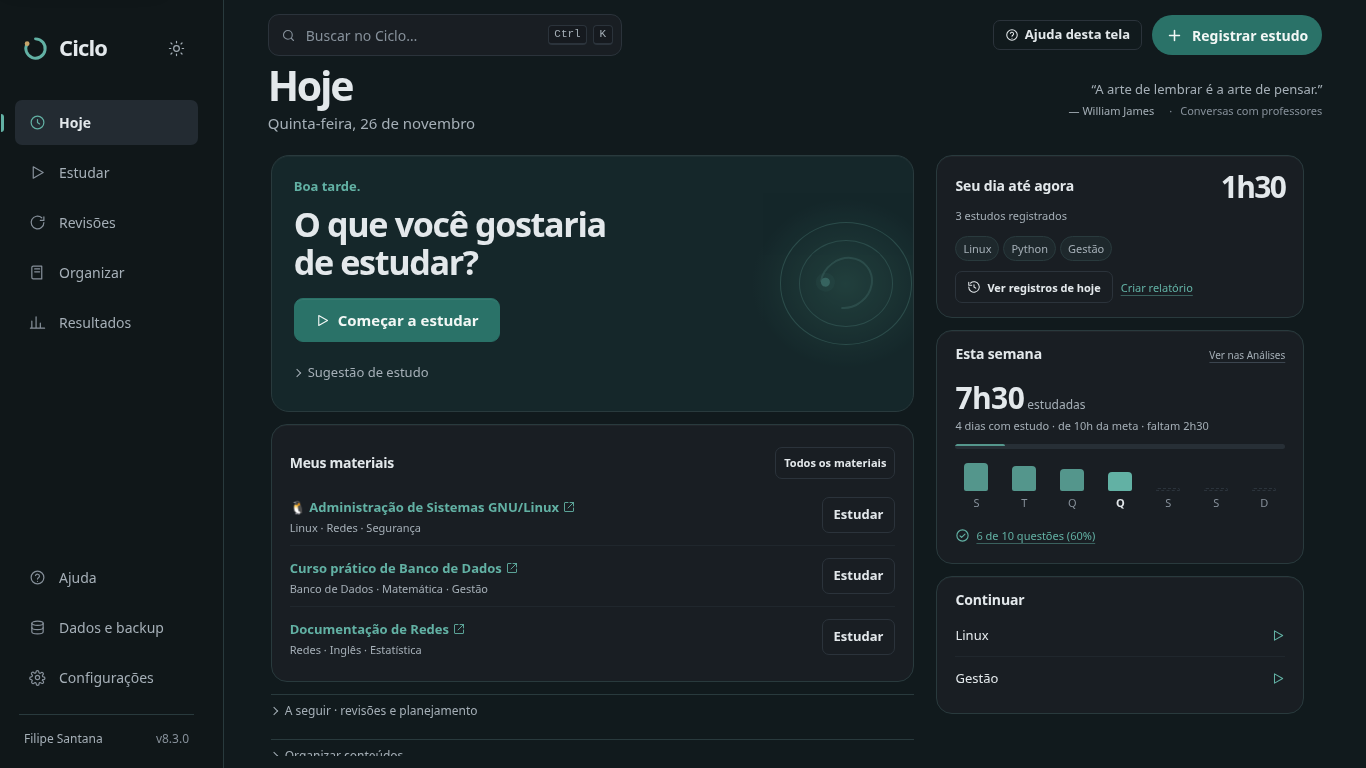 Ciclo
Hoje
Estudar
Revisões
Organizar
Resultados
Ajuda
Dados e backup
Configurações
Filipe Santana
v8.3.0
Buscar no Ciclo...
Ctrl K
Ajuda desta tela
Registrar estudo
Hoje
Quinta-feira, 26 de novembro
“A arte de lembrar é a arte de pensar.”
— William James · Conversas com professores
Boa tarde.
O que você gostaria
de estudar?
Começar a estudar
Sugestão de estudo
Meus materiais
Todos os materiais
Administração de Sistemas GNU/Linux
Linux · Redes · Segurança
Estudar
Curso prático de Banco de Dados
Banco de Dados · Matemática · Gestão
Estudar
Documentação de Redes
Redes · Inglês · Estatística
Estudar
A seguir · revisões e planejamento
Organizar conteúdos
Seu dia até agora
1h30
3 estudos registrados
Linux Python Gestão
Ver registros de hoje
Criar relatório
Esta semana
Ver nas Análises
7h30 estudadas
4 dias com estudo · de 10h da meta · faltam 2h30
S T Q Q S S D
6 de 10 questões (60%)
Continuar
Linux
Gestão